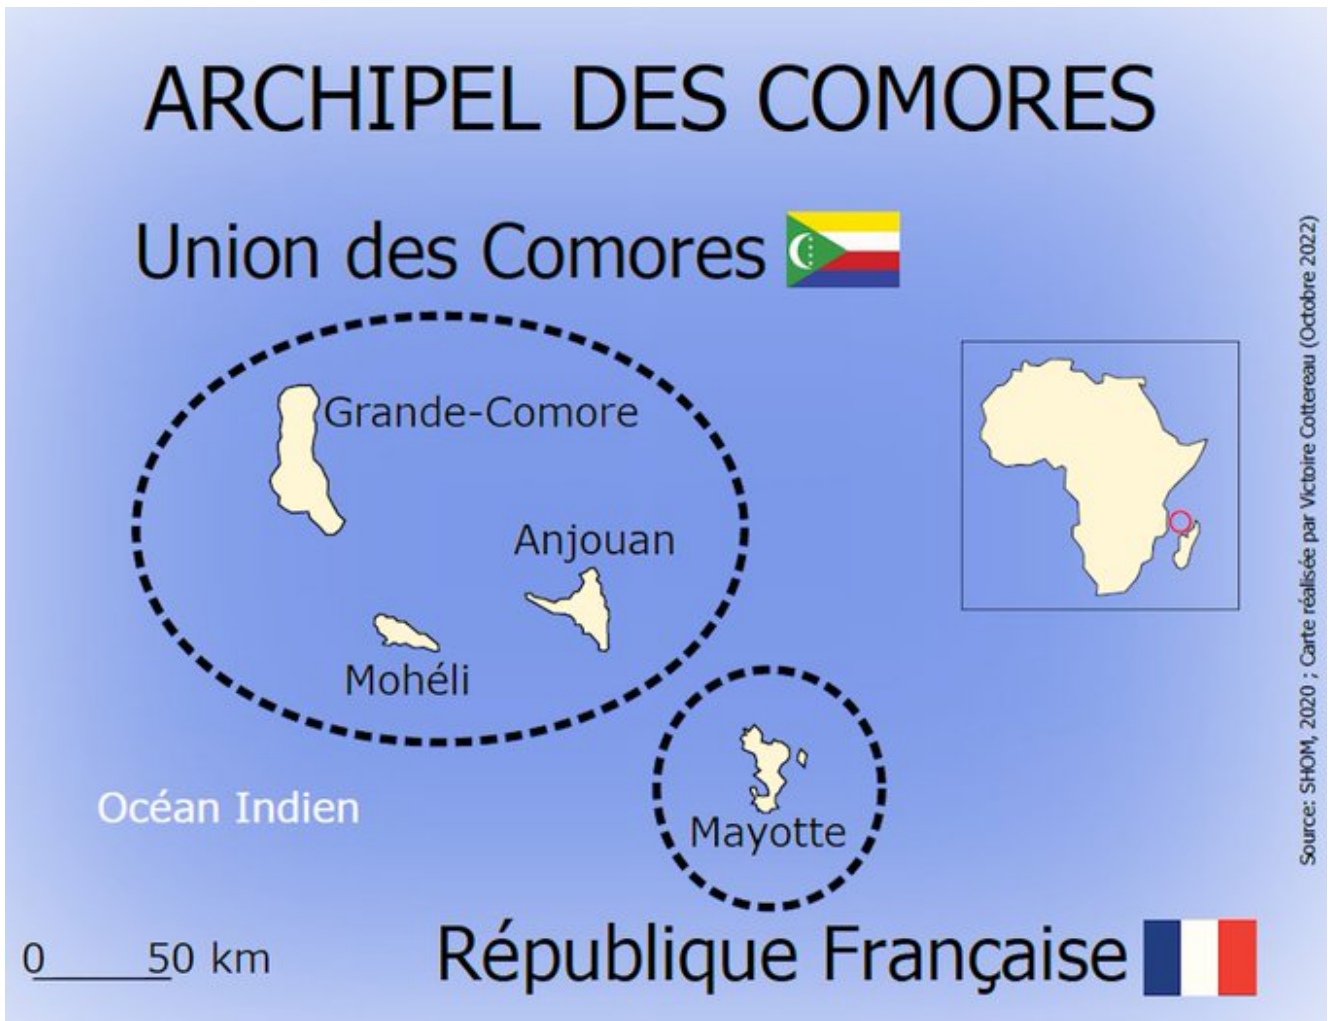 ARCHIPEL DES COMORES
Union des Comores
Grande-Comore
Anjouan
Mohéli
Mayotte
Océan Indien
0 50 km
République Française
Source: SHOM, 2020 ; Carte réalisée par Victoire Cottereau (Octobre 2022)